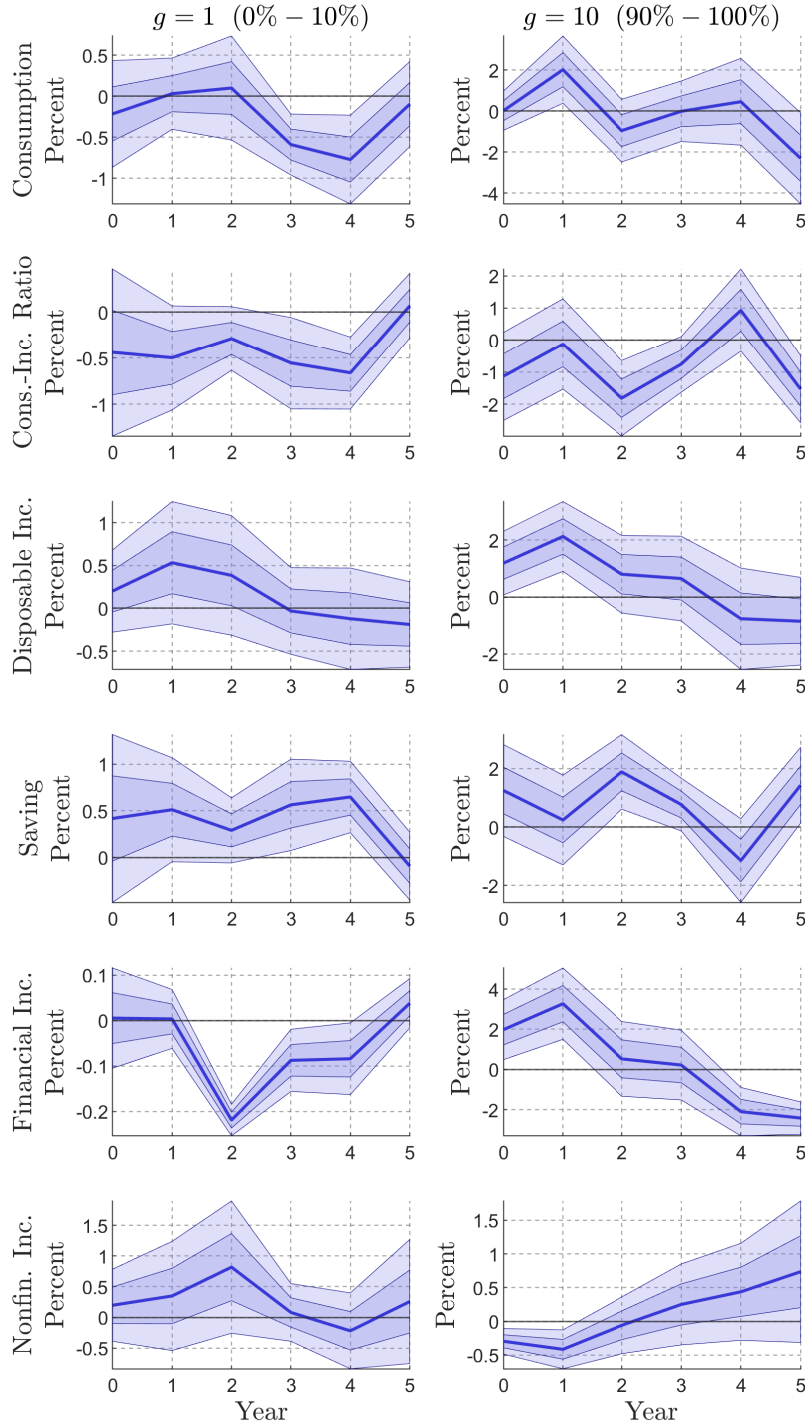 g = 1 (0% − 10%)
g = 10 (90% − 100%)
Consumption
Percent
0.5
0
-0.5
-1
0 1 2 3 4 5
Percent
2
0
-2
-4
0 1 2 3 4 5
Cons.-Inc. Ratio
Percent
0
-0.5
-1
0 1 2 3 4 5
2
1
0
-1
-2
0 1 2 3 4 5
Percent
Disposable Inc.
Percent
1
0.5
0
-0.5
0 1 2 3 4 5
Percent
2
0
-2
0 1 2 3 4 5
Saving
Percent
1
0.5
0
0 1 2 3 4 5
Percent
2
0
-2
0 1 2 3 4 5
Financial Inc.
Percent
0.1
0
-0.1
-0.2
0 1 2 3 4 5
Percent
4
2
0
-2
0 1 2 3 4 5
Nonfin. Inc.
Percent
1.5
1
0.5
0
-0.5
0 1 2 3 4 5
Year
Percent
1.5
1
0.5
0
-0.5
0 1 2 3 4 5
Year